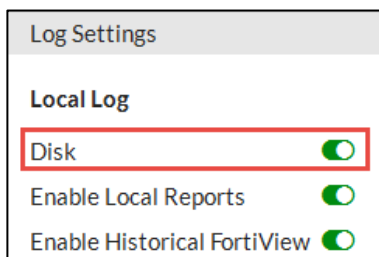 Log Settings
Local Log
Disk
Enable Local Reports
Enable Historical FortiView